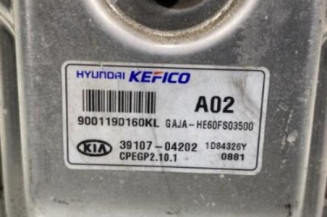 HYUNDAI KEFICO
A02
9001190160KL GAJA-HE60FS03500
KIA 39107-04202 1D84326Y
CPEGP2.10.1 0881